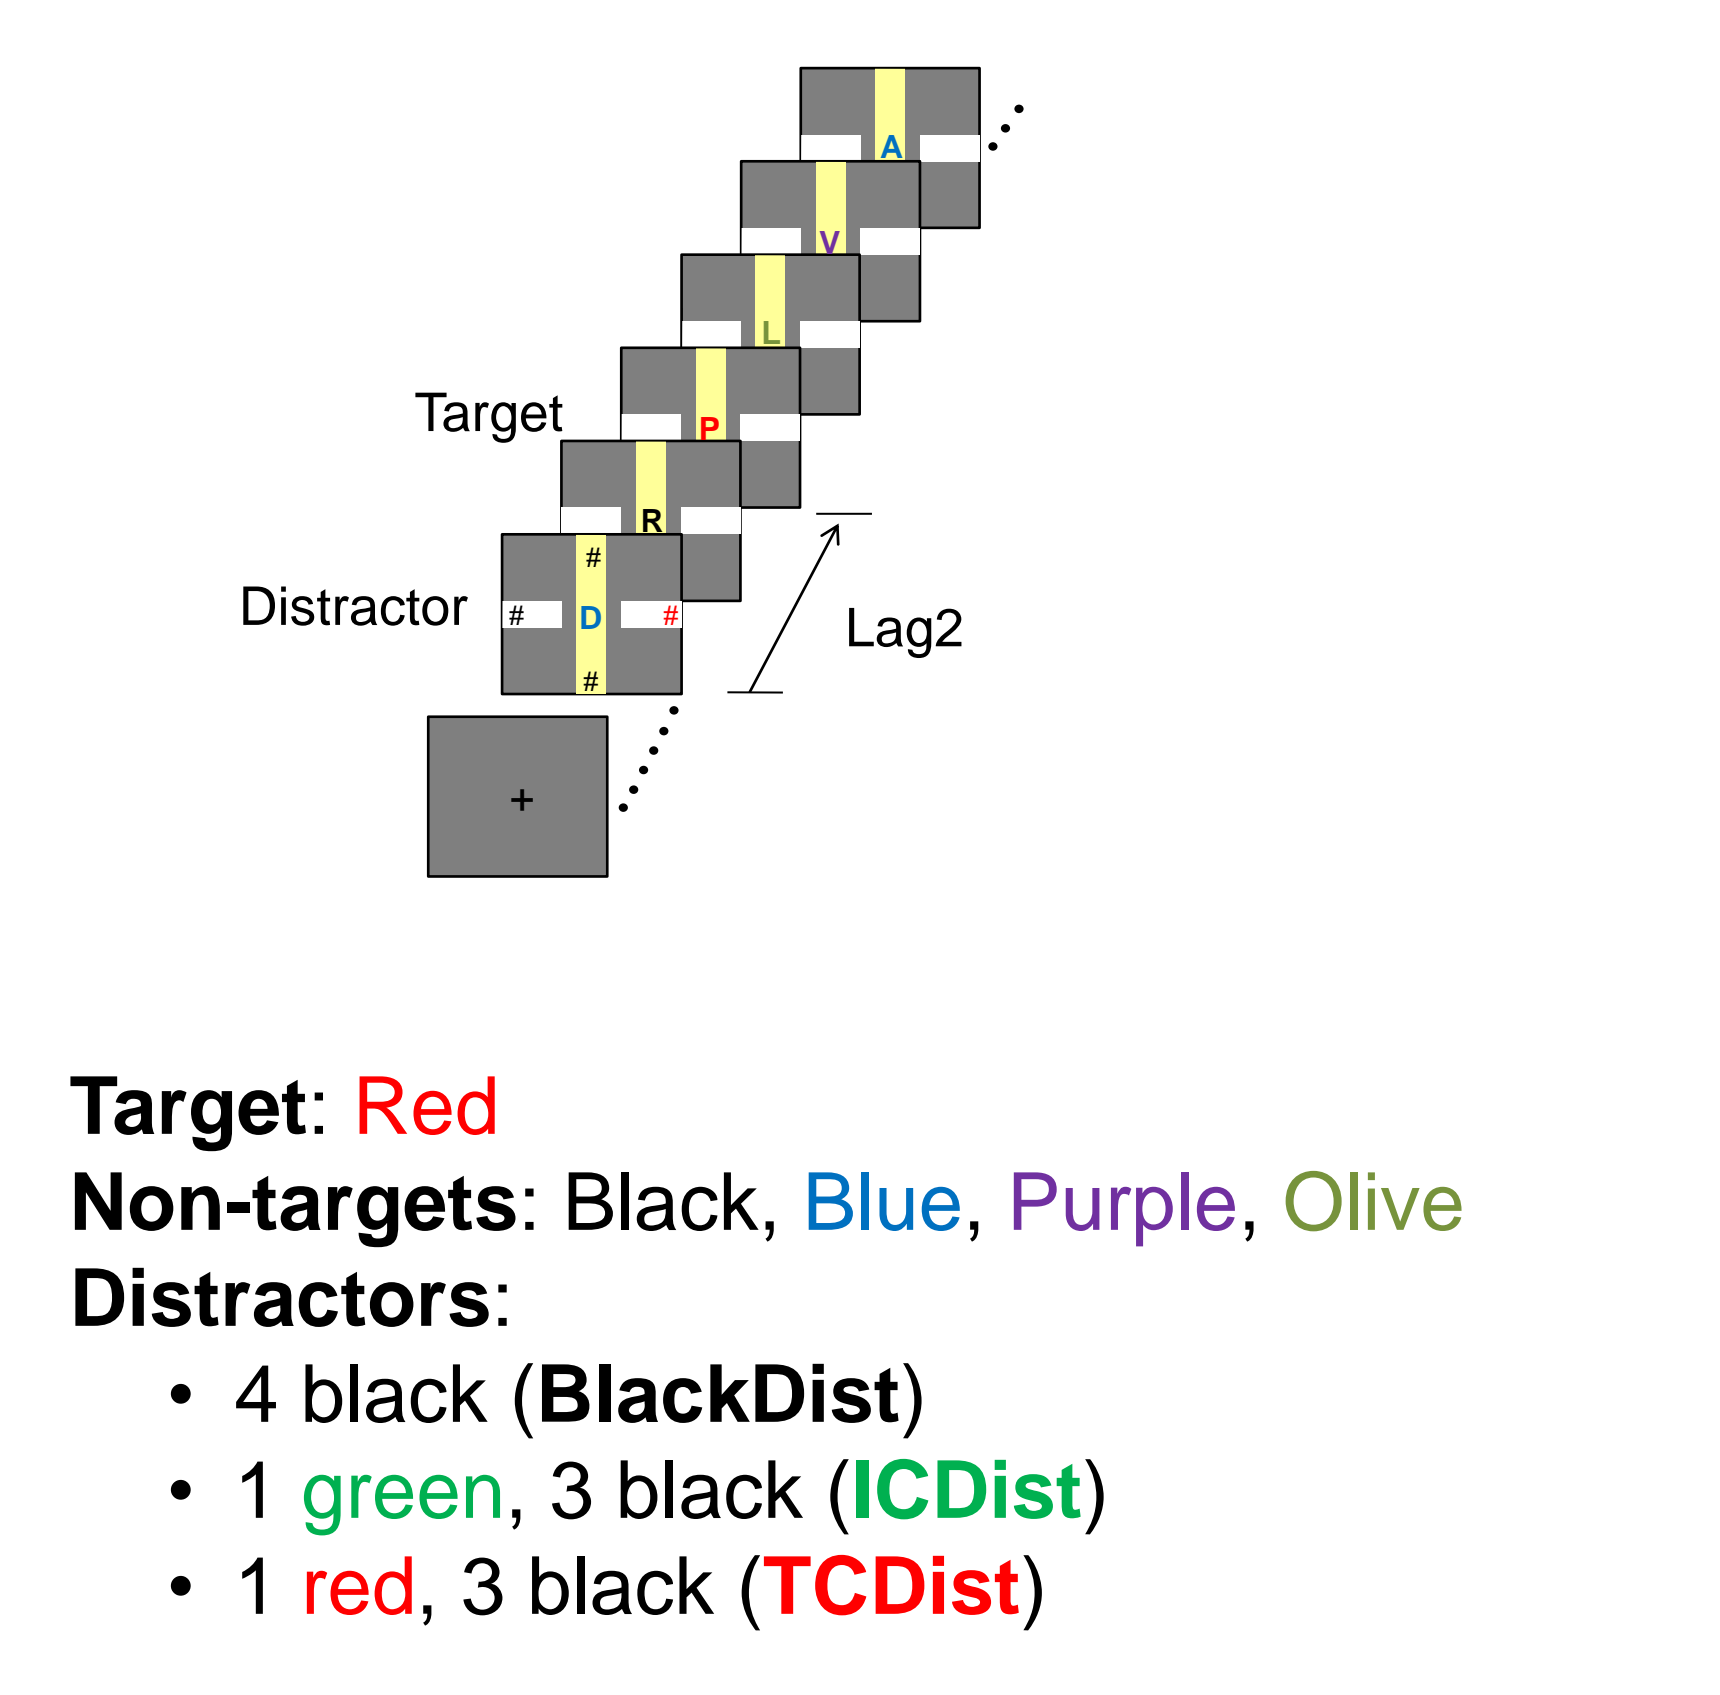 A
V
L
Target
P
R
#
Distractor
# D #
Lag2
#
+
Target: Red
Non-targets: Black, Blue, Purple, Olive
Distractors:
• 4 black (BlackDist)
• 1 green, 3 black (ICDist)
• 1 red, 3 black (TCDist)